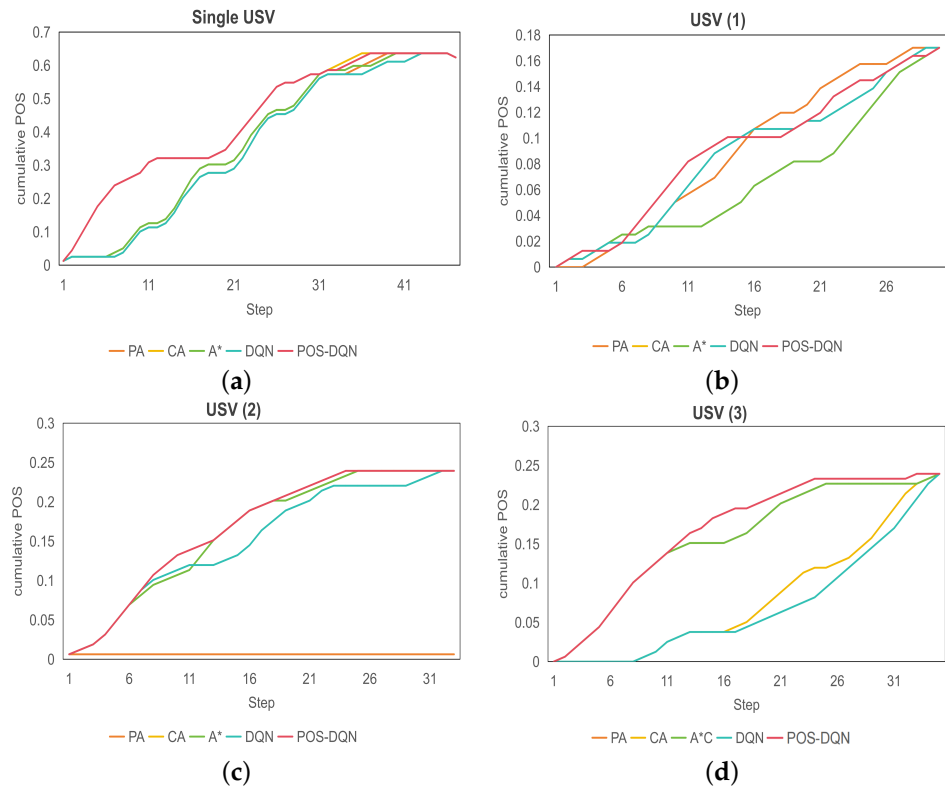 Single USV
0.7
0.6
0.5
0.4
0.3
0.2
0.1
0
cumulative POS
1 11 21 31 41
Step
PA CA A* DQN POS-DQN
(a)
USV (1)
0.18
0.16
0.14
0.12
0.1
0.08
0.06
0.04
0.02
0
cumulative POS
1 6 11 16 21 26
Step
PA CA A* DQN POS-DQN
(b)
USV (2)
0.3
0.25
0.2
0.15
0.1
0.05
0
cumulative POS
1 6 11 16 21 26 31
Step
PA CA A* DQN POS-DQN
(c)
USV (3)
0.3
0.25
0.2
0.15
0.1
0.05
0
cumulative POS
1 6 11 16 21 26 31
Step
PA CA A*C DQN POS-DQN
(d)